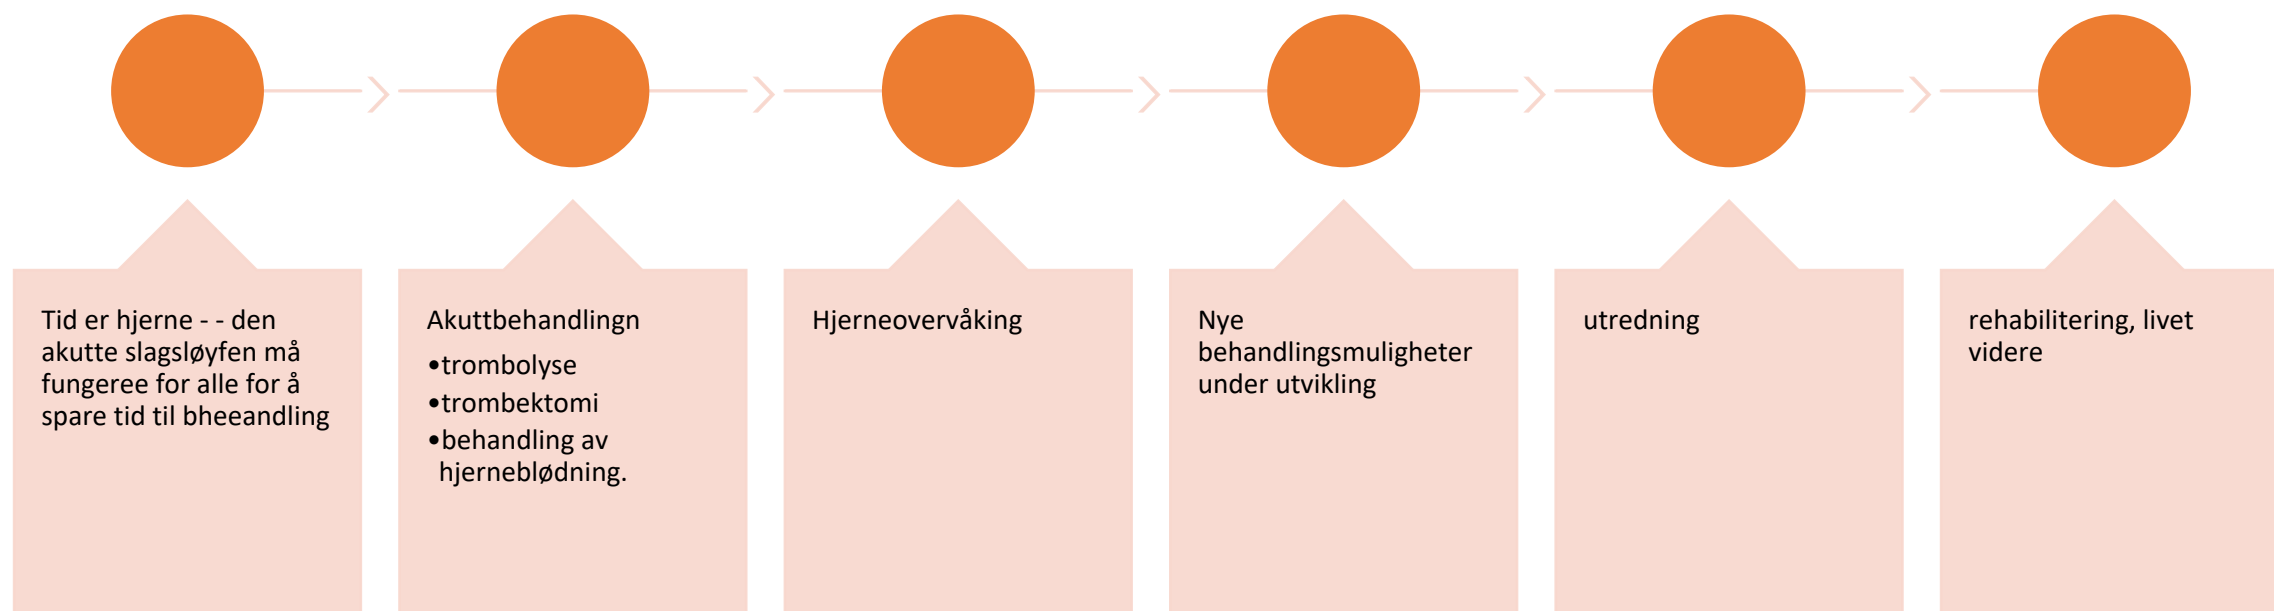 Tid er hjerne - - den
akutte slagsløyfen må
fungeree for alle for å
spare tid til bheeandling
Akuttbehandlingn
•trombolyse
•trombektomi
•behandling av
hjerneblødning.
Hjerneovervåking
Nye
behandlingsmuligheter
under utvikling
utredning
rehabilitering, livet
videre